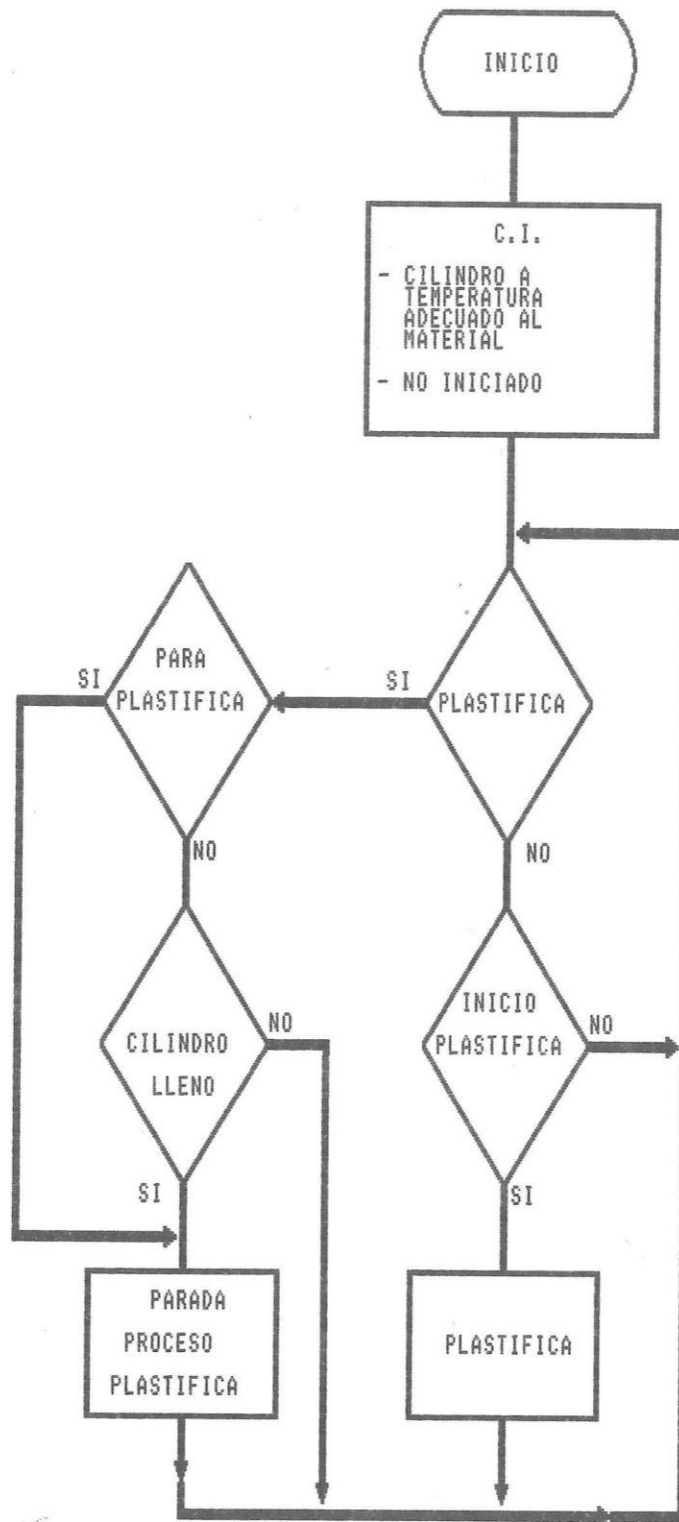 INICIO
C.I.
- CILINDRO A
TEMPERATURA
ADECUADO AL
MATERIAL
- NO INICIADO
PARA
PLASTIFICA
SI
SI
PLASTIFICA
NO
NO
CILINDRO
LLENO
NO
INICIO
PLASTIFICA
NO
SI
SI
PARADA
PROCESO
PLASTIFICA
PLASTIFICA